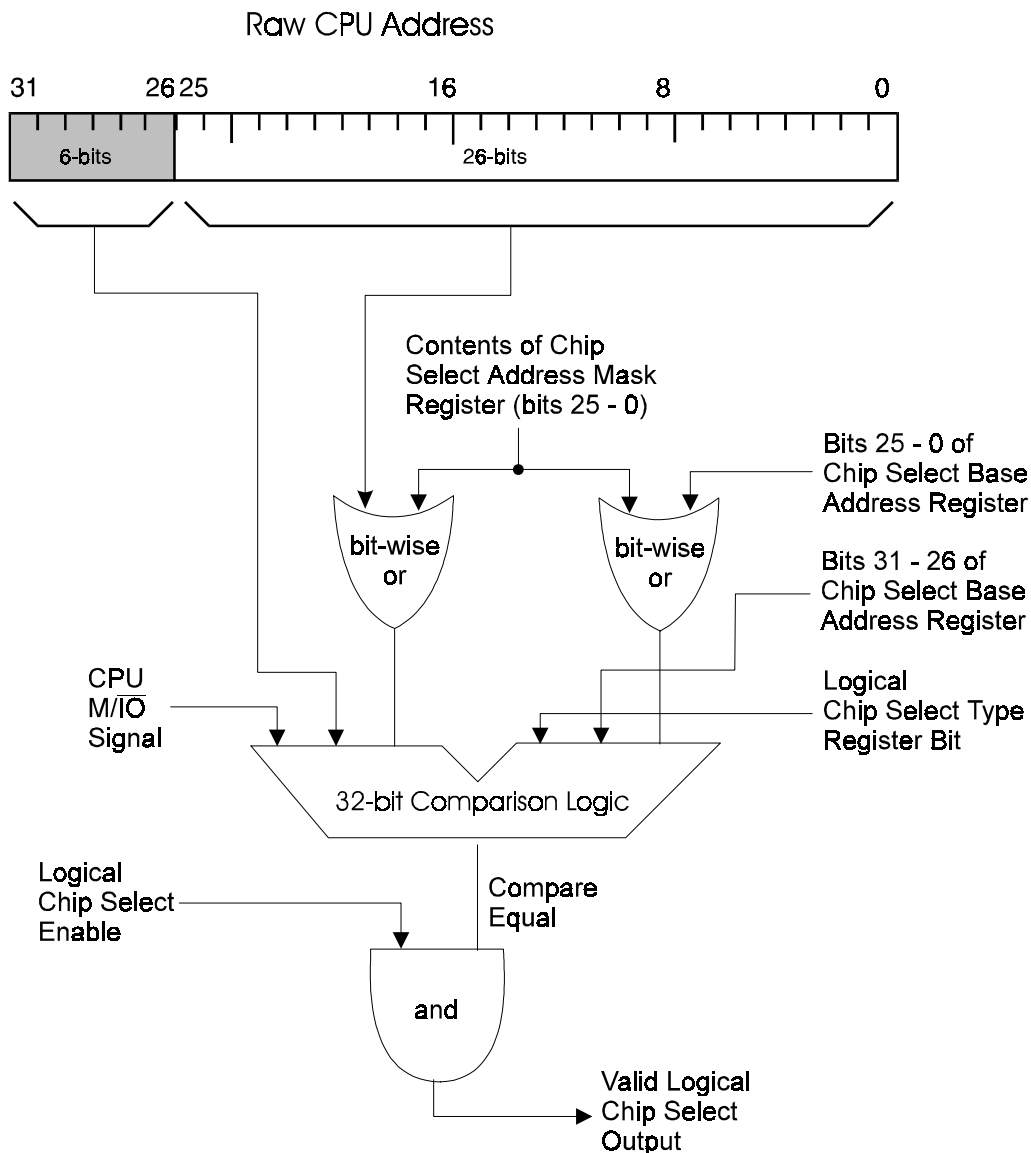 Raw CPU Address
31 26 25 16 8 0
6-bits 26-bits
Contents of Chip
Select Address Mask
Register (bits 25 - 0)
Bits 25 - 0 of
Chip Select Base
Address Register
bit-wise
or
bit-wise
or
Bits 31 - 26 of
Chip Select Base
Address Register
CPU
M/I̅O̅
Signal
Logical
Chip Select Type
Register Bit
32-bit Comparison Logic
Logical
Chip Select
Enable
Compare
Equal
and
Valid Logical
Chip Select
Output